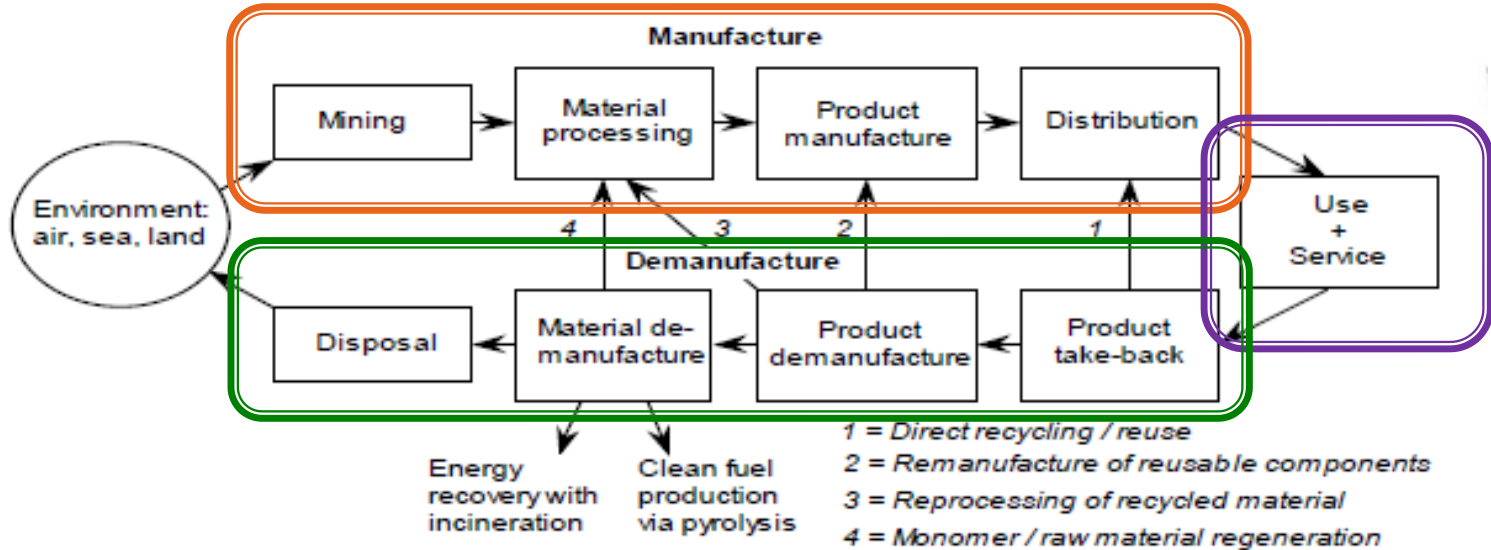 Manufacture
Mining
Material
processing
Product
manufacture
Distribution
Environment:
air, sea, land
Use
+
Service
4
3
2
1
Demanufacture
Disposal
Material de-
manufacture
Product
demanufacture
Product
take-back
Energy
recovery with
incineration
Clean fuel
production
via pyrolysis
1 = Direct recycling / reuse
2 = Remanufacture of reusable components
3 = Reprocessing of recycled material
4 = Monomer / raw material regeneration